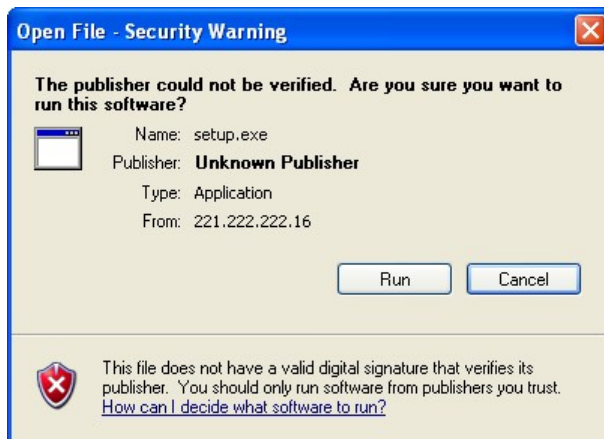 Open File - Security Warning
The publisher could not be verified.  Are you sure you want to
run this software?
Name: setup.exe
Publisher: Unknown Publisher
Type: Application
From: 221.222.222.16
Run
Cancel
This file does not have a valid digital signature that verifies its
publisher.  You should only run software from publishers you trust.
How can I decide what software to run?